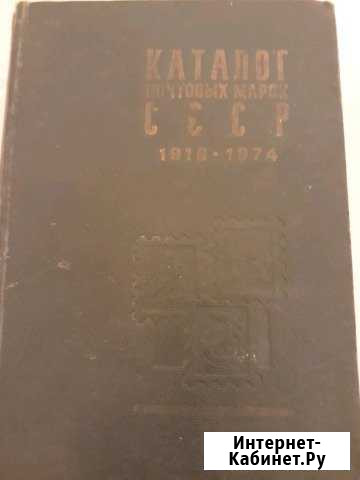 КАТАЛОГ
ПОЧТОВЫХ МАРОК
СССР
1918-1974
Интернет-
Кабинет.Ру